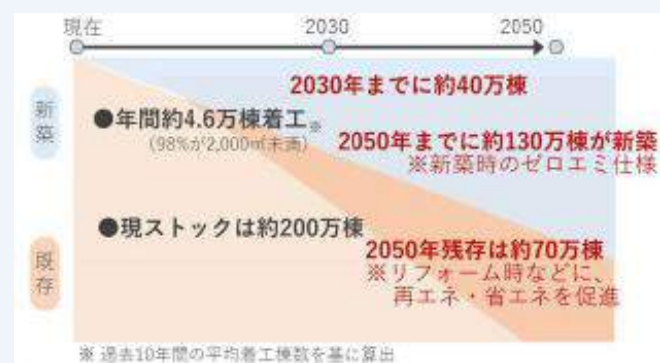 現在 2030 2050
新築
2030年までに約40万棟
●年間約4.6万棟着工※
（98%が2,000㎡未満）
2050年までに約130万棟が新築
※新築時のゼロエミ仕様
●現ストックは約200万棟
既存
2050年残存は約70万棟
※リフォーム時などに、
再エネ・省エネを促進
※ 過去10年間の平均着工棟数を基に算出